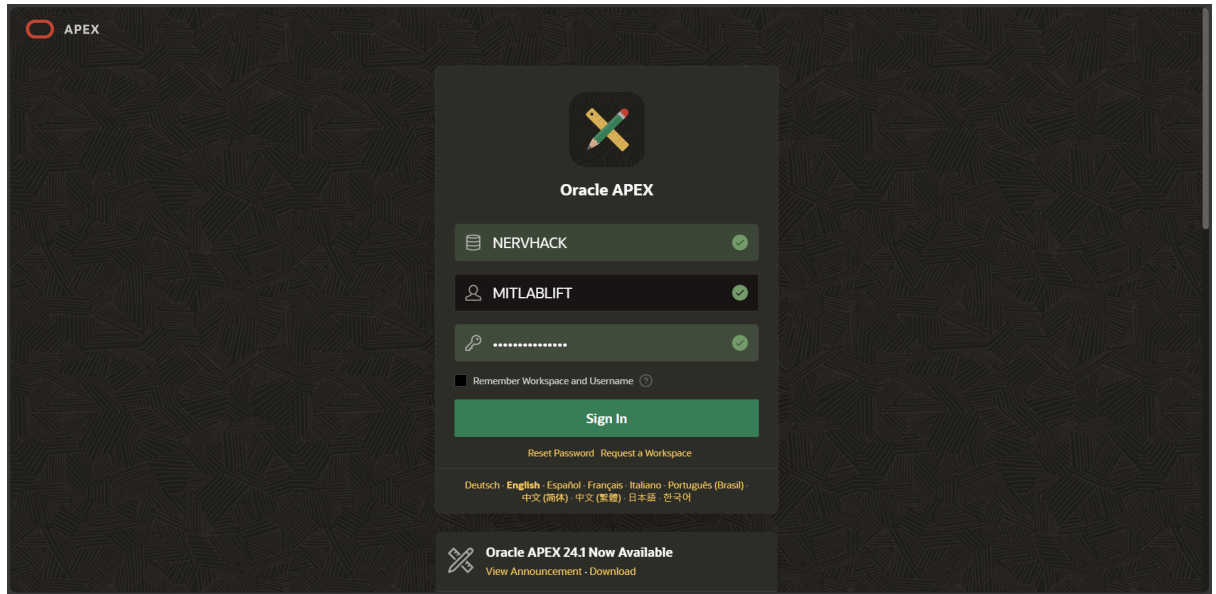 APEX
Oracle APEX
NERVHACK
MITLABLIFT
•••••••••••••••
Remember Workspace and Username ?
Sign In
Reset Password Request a Workspace
Deutsch · English · Español · Français · Italiano · Português (Brasil) ·
中文 (简体) · 中文 (繁體) · 日本語 · 한국어
Oracle APEX 24.1 Now Available
View Announcement · Download